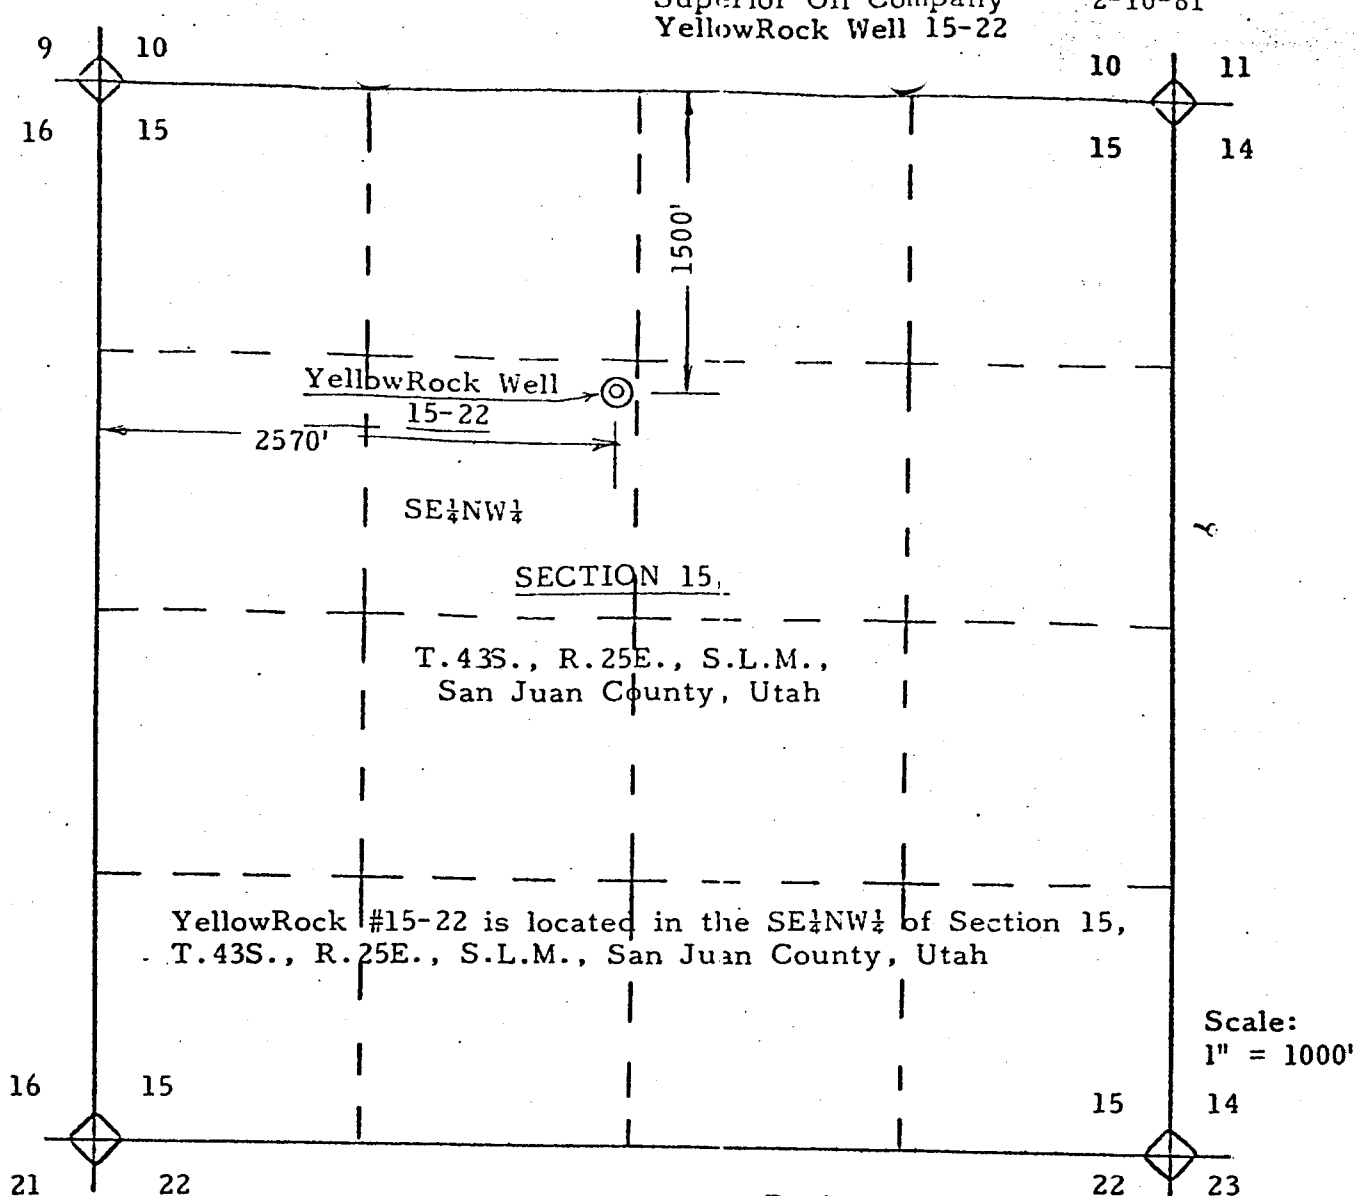 Superior Oil Company 2-10-81
YellowRock Well 15-22
9 10
10 11
16 15
15 14
1500'
YellowRock Well
15-22
2570'
SE¼NW¼
SECTION 15,
T.43S., R.25E., S.L.M.,
San Juan County, Utah
YellowRock #15-22 is located in the SE¼NW¼ of Section 15,
T.43S., R.25E., S.L.M., San Juan County, Utah
Scale:
1" = 1000'
16 15
15 14
21 22
22 23